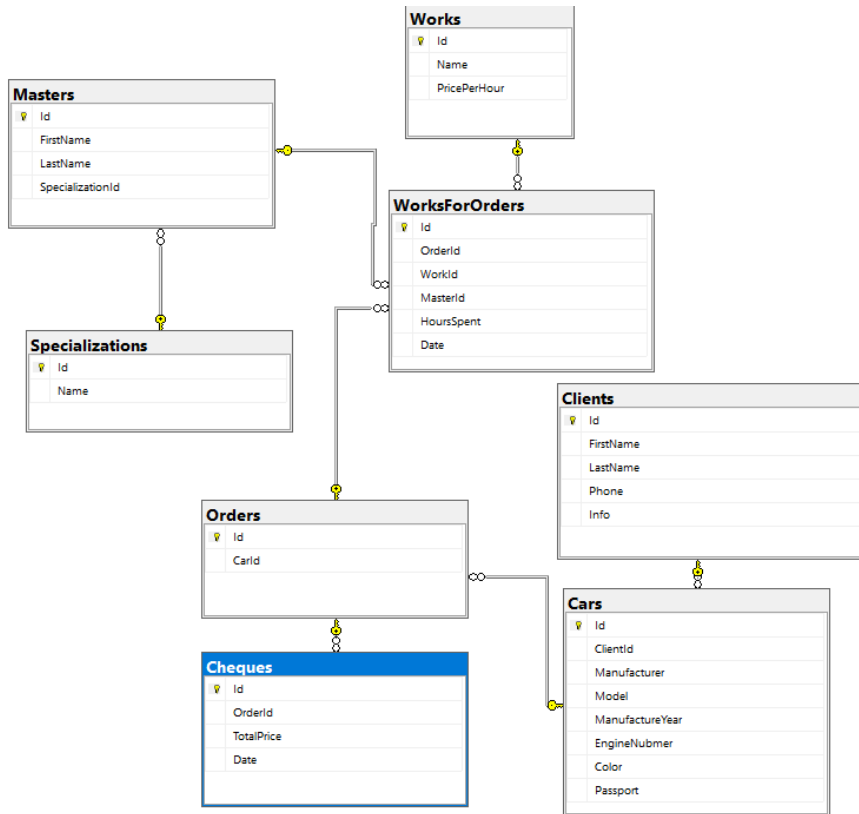 Works
Id
Name
PricePerHour
Masters
Id
FirstName
LastName
SpecializationId
WorksForOrders
Id
OrderId
WorkId
MasterId
HoursSpent
Date
Specializations
Id
Name
Clients
Id
FirstName
LastName
Phone
Info
Orders
Id
CarId
Cars
Id
ClientId
Manufacturer
Model
ManufactureYear
EngineNubmer
Color
Passport
Cheques
Id
OrderId
TotalPrice
Date